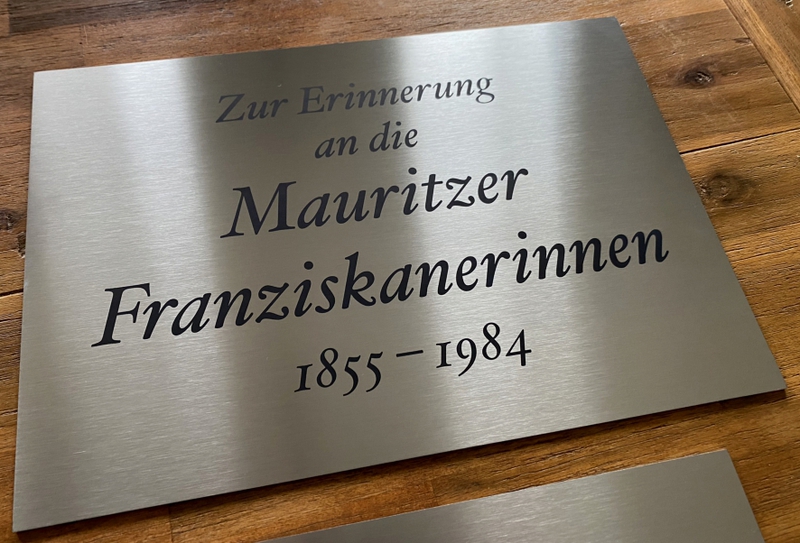 Zur Erinnerung
an die
Mauritzer
Franziskanerinnen
1855 – 1984